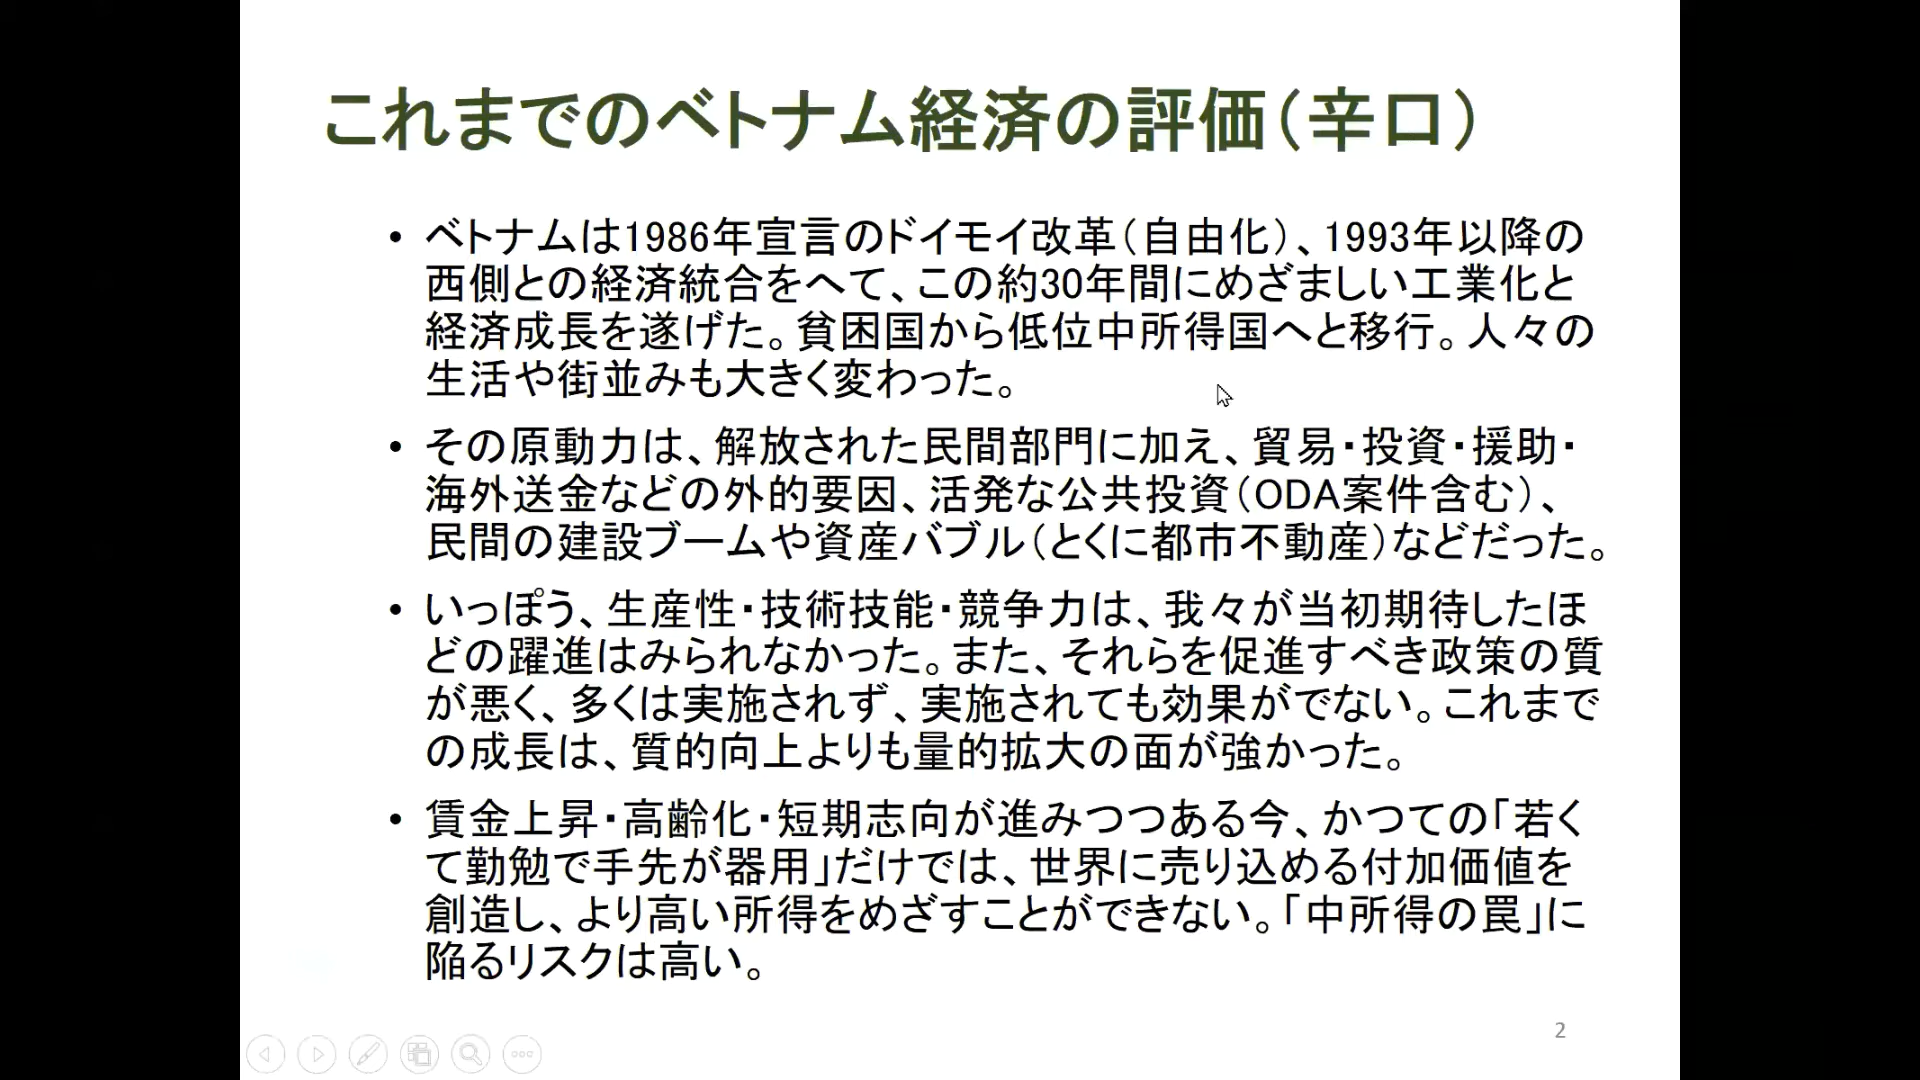 これまでのベトナム経済の評価（辛口）
• ベトナムは1986年宣言のドイモイ改革（自由化）、1993年以降の
西側との経済統合をへて、この約30年間にめざましい工業化と
経済成長を遂げた。貧困国から低位中所得国へと移行。人々の
生活や街並みも大きく変わった。
• その原動力は、解放された民間部門に加え、貿易・投資・援助・
海外送金などの外的要因、活発な公共投資（ODA案件含む）、
民間の建設ブームや資産バブル（とくに都市不動産）などだった。
• いっぽう、生産性・技術技能・競争力は、我々が当初期待したほ
どの躍進はみられなかった。また、それらを促進すべき政策の質
が悪く、多くは実施されず、実施されても効果がでない。これまで
の成長は、質的向上よりも量的拡大の面が強かった。
• 賃金上昇・高齢化・短期志向が進みつつある今、かつての「若く
て勤勉で手先が器用」だけでは、世界に売り込める付加価値を
創造し、より高い所得をめざすことができない。「中所得の罠」に
陥るリスクは高い。
2